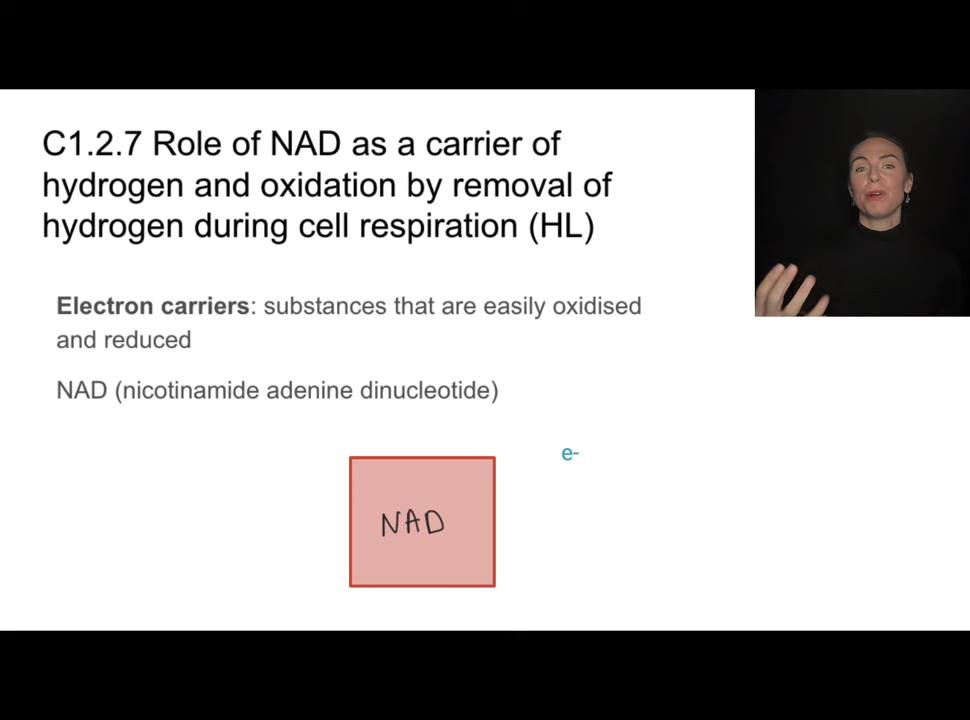 C1.2.7 Role of NAD as a carrier of
hydrogen and oxidation by removal of
hydrogen during cell respiration (HL)
Electron carriers: substances that are easily oxidised
and reduced
NAD (nicotinamide adenine dinucleotide)
e-
NAD